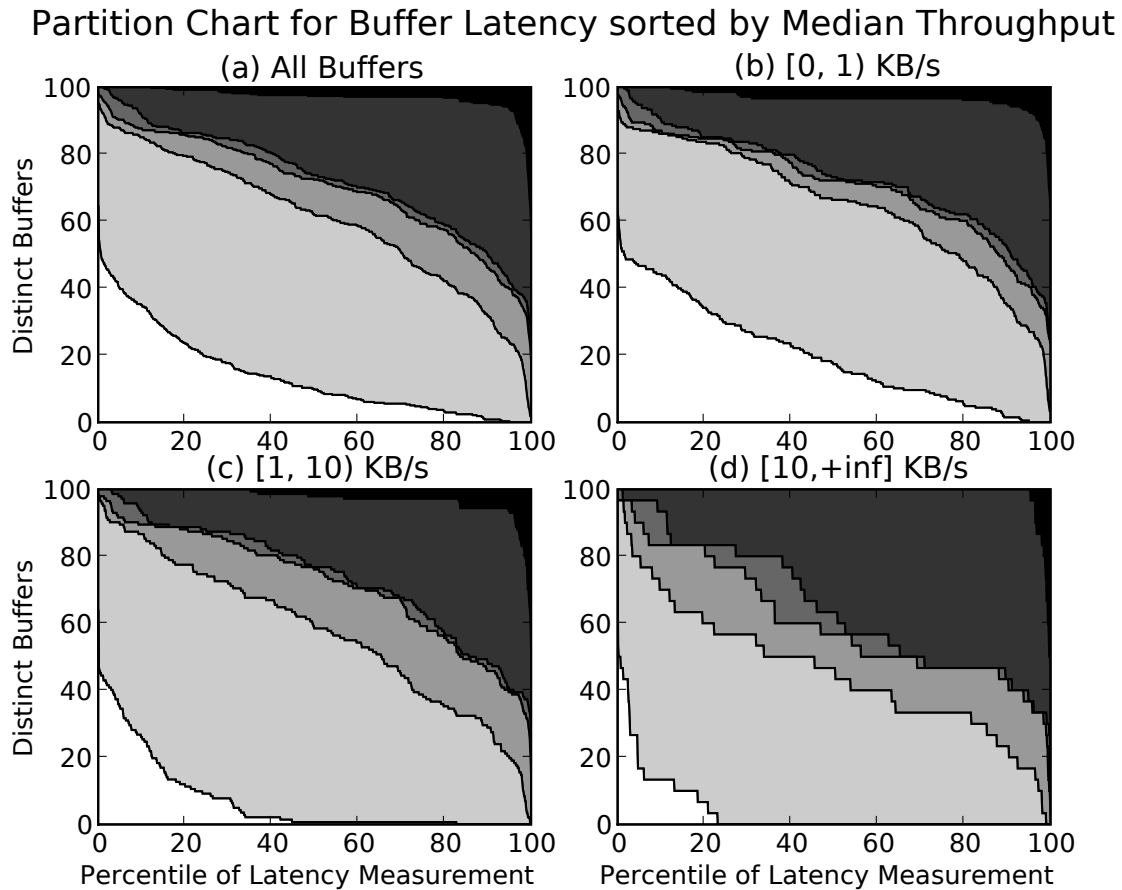 Partition Chart for Buffer Latency sorted by Median Throughput
(a) All Buffers
(b) [0, 1) KB/s
100
80
60
40
20
0
Distinct Buffers
0 20 40 60 80 100
100
80
60
40
20
0
0 20 40 60 80 100
(c) [1, 10) KB/s
(d) [10,+inf] KB/s
100
80
60
40
20
0
Distinct Buffers
0 20 40 60 80 100
Percentile of Latency Measurement
100
80
60
40
20
0
0 20 40 60 80 100
Percentile of Latency Measurement